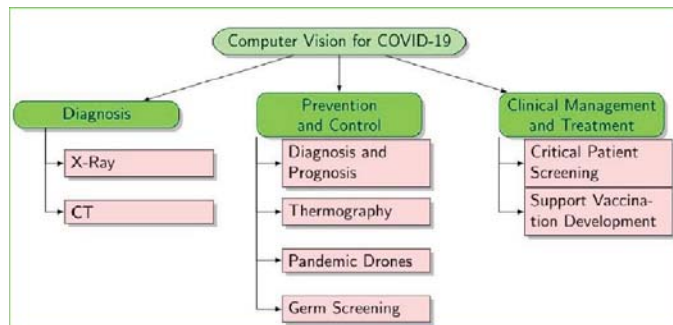 Computer Vision for COVID-19
Diagnosis
X-Ray
CT
Prevention
and Control
Diagnosis and
Prognosis
Thermography
Pandemic Drones
Germ Screening
Clinical Management
and Treatment
Critical Patient
Screening
Support Vaccina-
tion Development